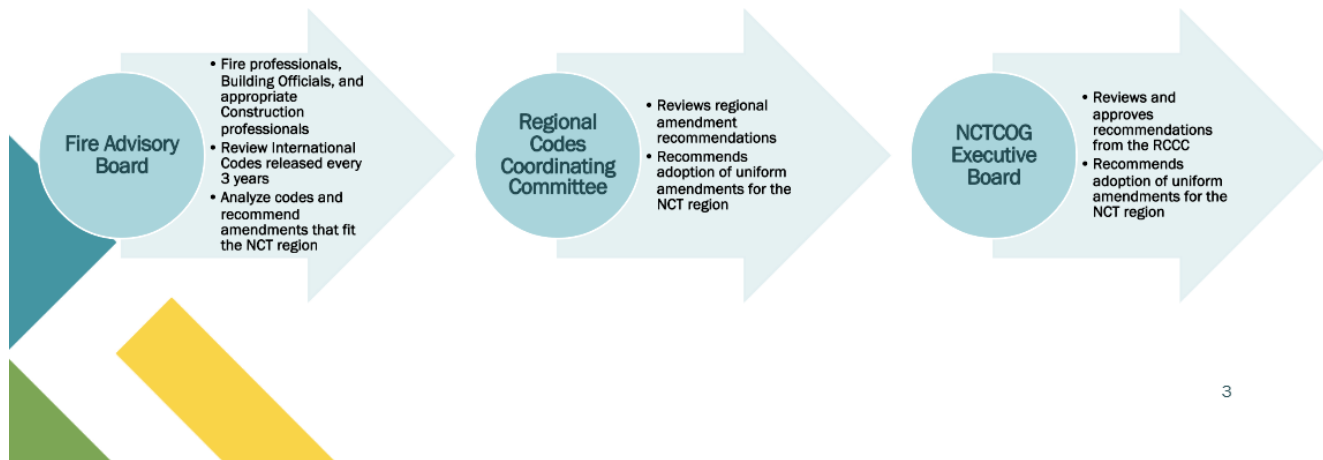 Fire Advisory
Board
• Fire professionals,
Building Officials, and
appropriate
Construction
professionals
• Review International
Codes released every
3 years
• Analyze codes and
recommend
amendments that fit
the NCT region
Regional
Codes
Coordinating
Committee
• Reviews regional
amendment
recommendations
• Recommends
adoption of uniform
amendments for the
NCT region
NCTCOG
Executive
Board
• Reviews and
approves
recommendations
from the RCCC
• Recommends
adoption of uniform
amendments for the
NCT region
3